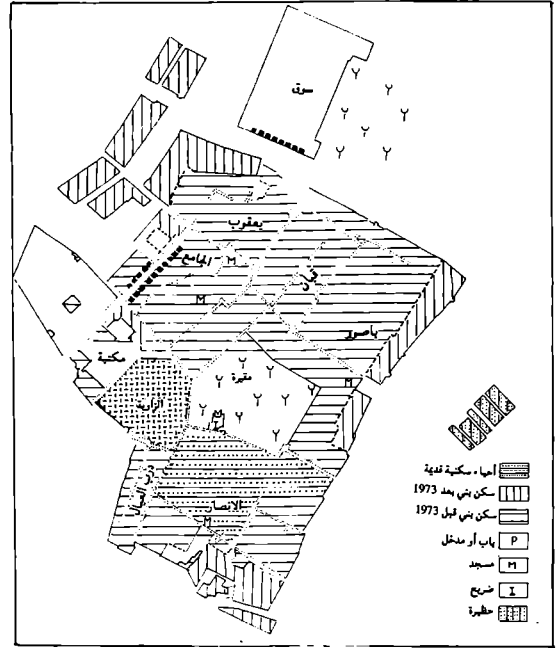 سوق
يعقوب
الجامع
M
M
باصور
مكتبة
الزاوية
مقبرة
M
M
الانصار
M
أحياء سكنية قديمة
سكن بني بعد 1973
سكن بني قبل 1973
P باب أو مدخل
M مسجد
I ضريح
حظيرة